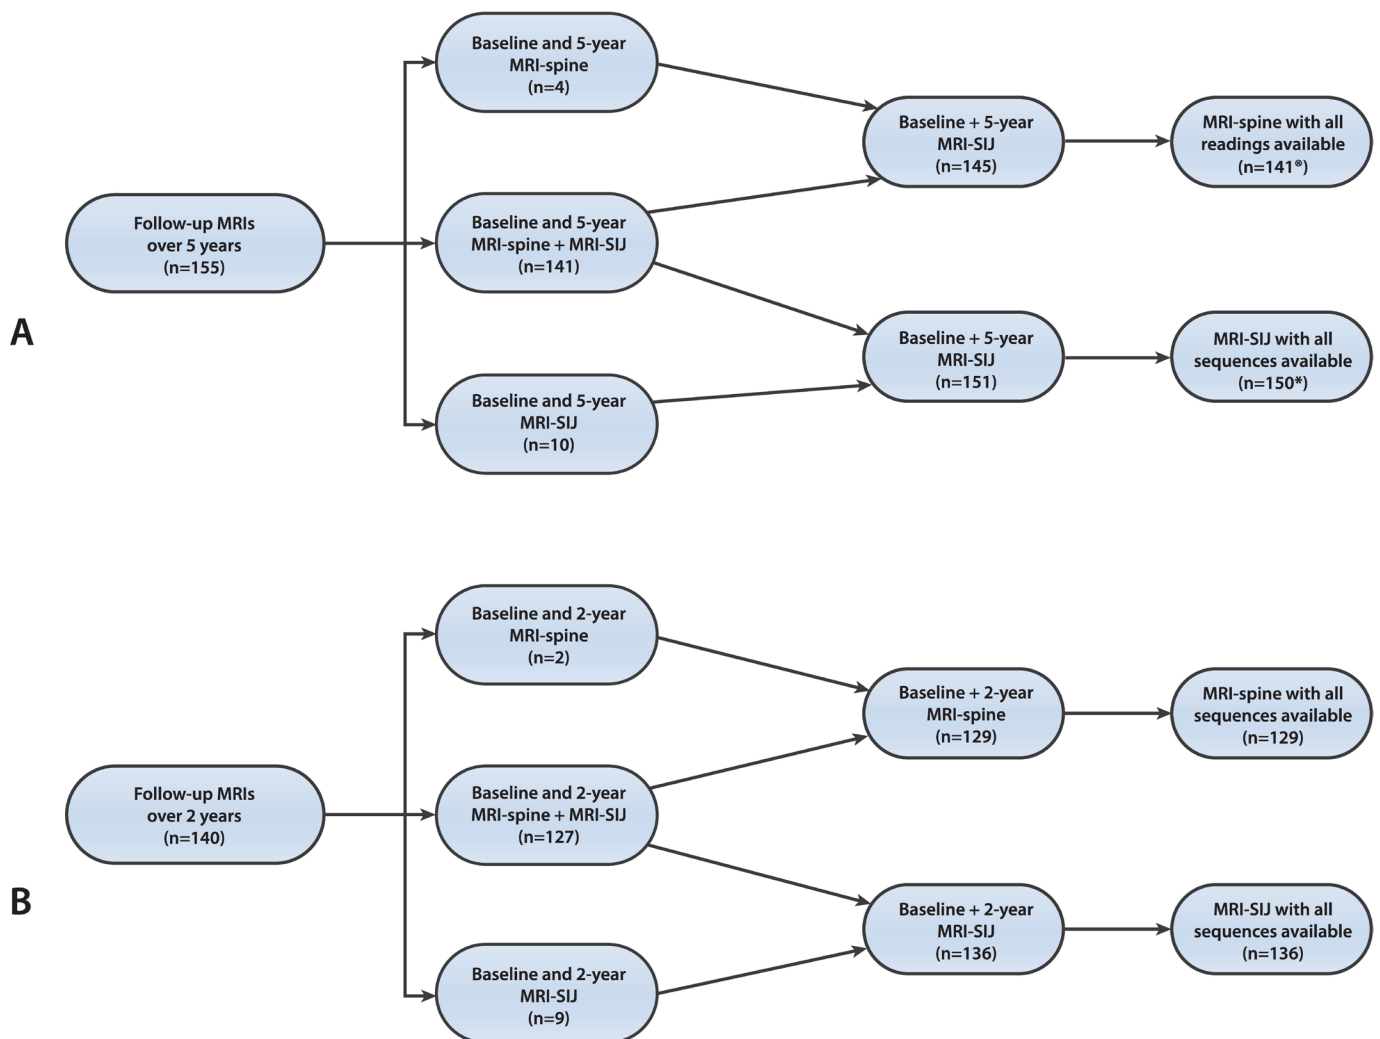 Baseline and 5-year
MRI-spine
(n=4)
Baseline + 5-year
MRI-SIJ
(n=145)
MRI-spine with all
readings available
(n=141®)
Follow-up MRIs
over 5 years
(n=155)
Baseline and 5-year
MRI-spine + MRI-SIJ
(n=141)
A
Baseline + 5-year
MRI-SIJ
(n=151)
MRI-SIJ with all
sequences available
(n=150*)
Baseline and 5-year
MRI-SIJ
(n=10)
Baseline and 2-year
MRI-spine
(n=2)
Baseline + 2-year
MRI-spine
(n=129)
MRI-spine with all
sequences available
(n=129)
Follow-up MRIs
over 2 years
(n=140)
Baseline and 2-year
MRI-spine + MRI-SIJ
(n=127)
B
Baseline + 2-year
MRI-SIJ
(n=136)
MRI-SIJ with all
sequences available
(n=136)
Baseline and 2-year
MRI-SIJ
(n=9)